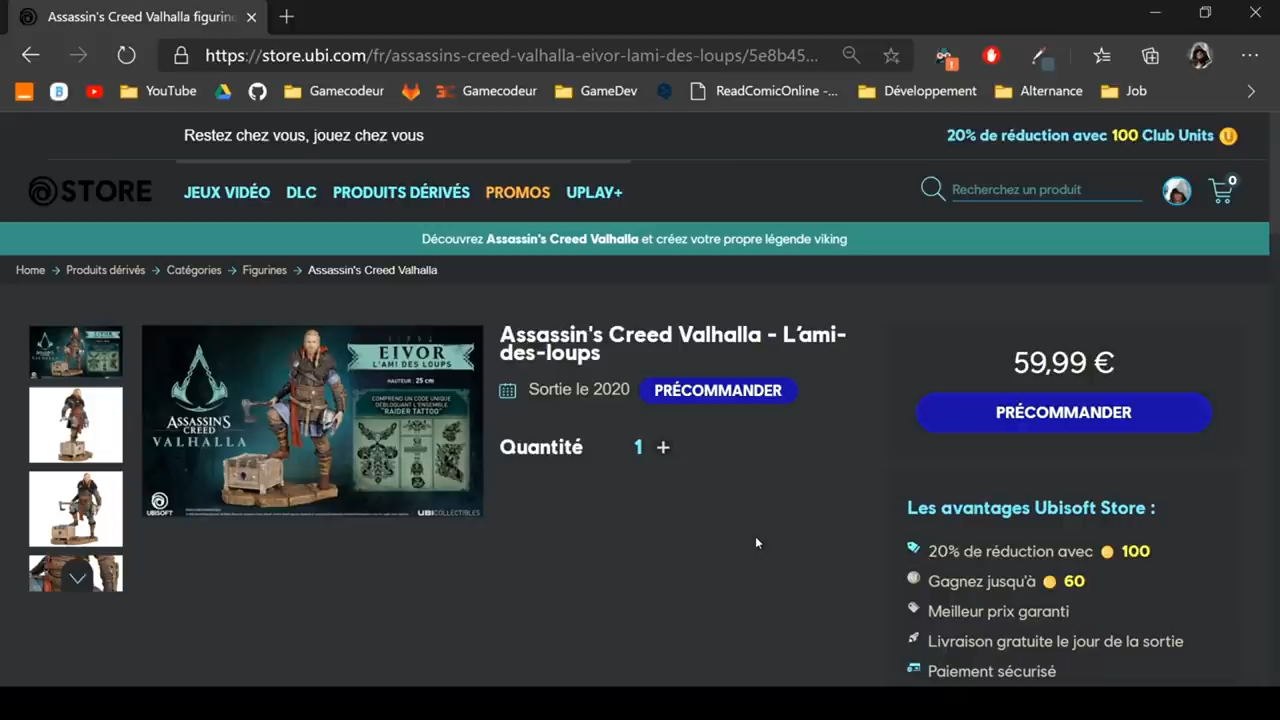 Assassin's Creed Valhalla figurin
https://store.ubi.com/fr/assassins-creed-valhalla-eivor-lami-des-loups/5e8b45...
YouTube
Gamecodeur
Gamecodeur
GameDev
ReadComicOnline -...
Développement
Alternance
Job
Restez chez vous, jouez chez vous
20% de réduction avec 100 Club Units
STORE
JEUX VIDÉO
DLC
PRODUITS DÉRIVÉS
PROMOS
UPLAY+
Recherchez un produit
0
Découvrez Assassin's Creed Valhalla et créez votre propre légende viking
Home → Produits dérivés → Catégories → Figurines → Assassin's Creed Valhalla
ASSASSIN'S
CREED
VALHALLA
EIVOR
L'AMI DES LOUPS
HAUTEUR : 25 cm
COMPREND UN CODE UNIQUE
DÉBLOQUANT L'ENSEMBLE
"RAIDER TATTOO"
UBISOFT
UBICOLLECTIBLES
Assassin's Creed Valhalla - L’ami-
des-loups
Sortie le 2020
PRÉCOMMANDER
Quantité
1 +
59,99 €
PRÉCOMMANDER
Les avantages Ubisoft Store :
20% de réduction avec 100
Gagnez jusqu'à 60
Meilleur prix garanti
Livraison gratuite le jour de la sortie
Paiement sécurisé